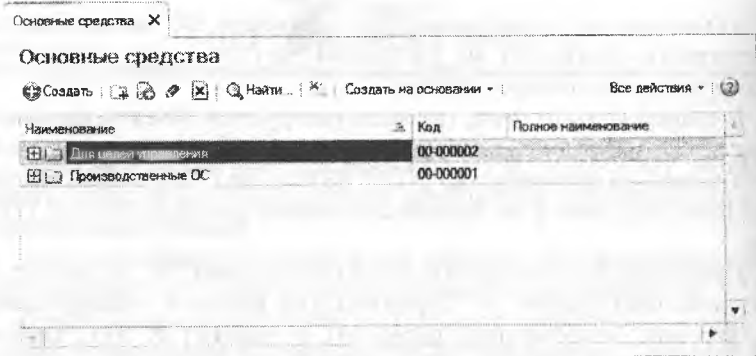 Основные средства
Основные средства
Создать Найти ... Создать на основании Все действия
Наименование Код Полное наименование
Для целей управления 00-000002
Производственные ОС 00-000001